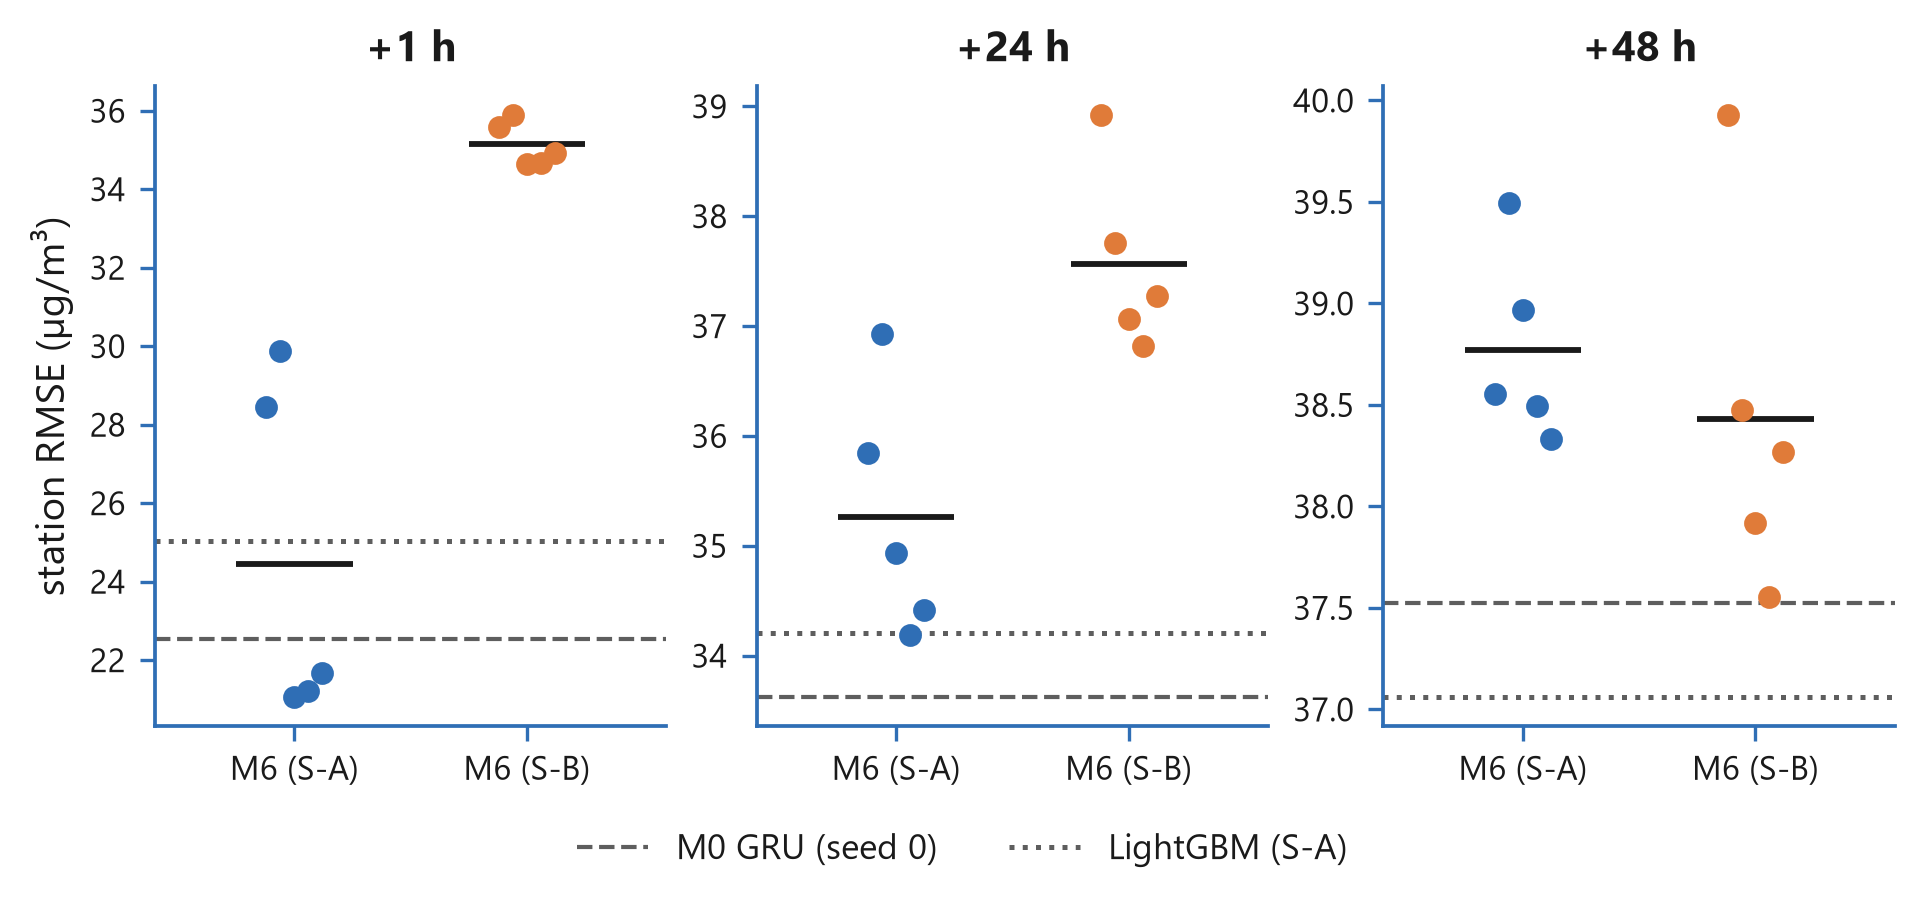 +1 h
+24 h
+48 h
station RMSE (µg/m³)
36
34
32
30
28
26
24
22
39
38
37
36
35
34
40.0
39.5
39.0
38.5
38.0
37.5
37.0
M6 (S-A)
M6 (S-B)
M6 (S-A)
M6 (S-B)
M6 (S-A)
M6 (S-B)
M0 GRU (seed 0)
LightGBM (S-A)